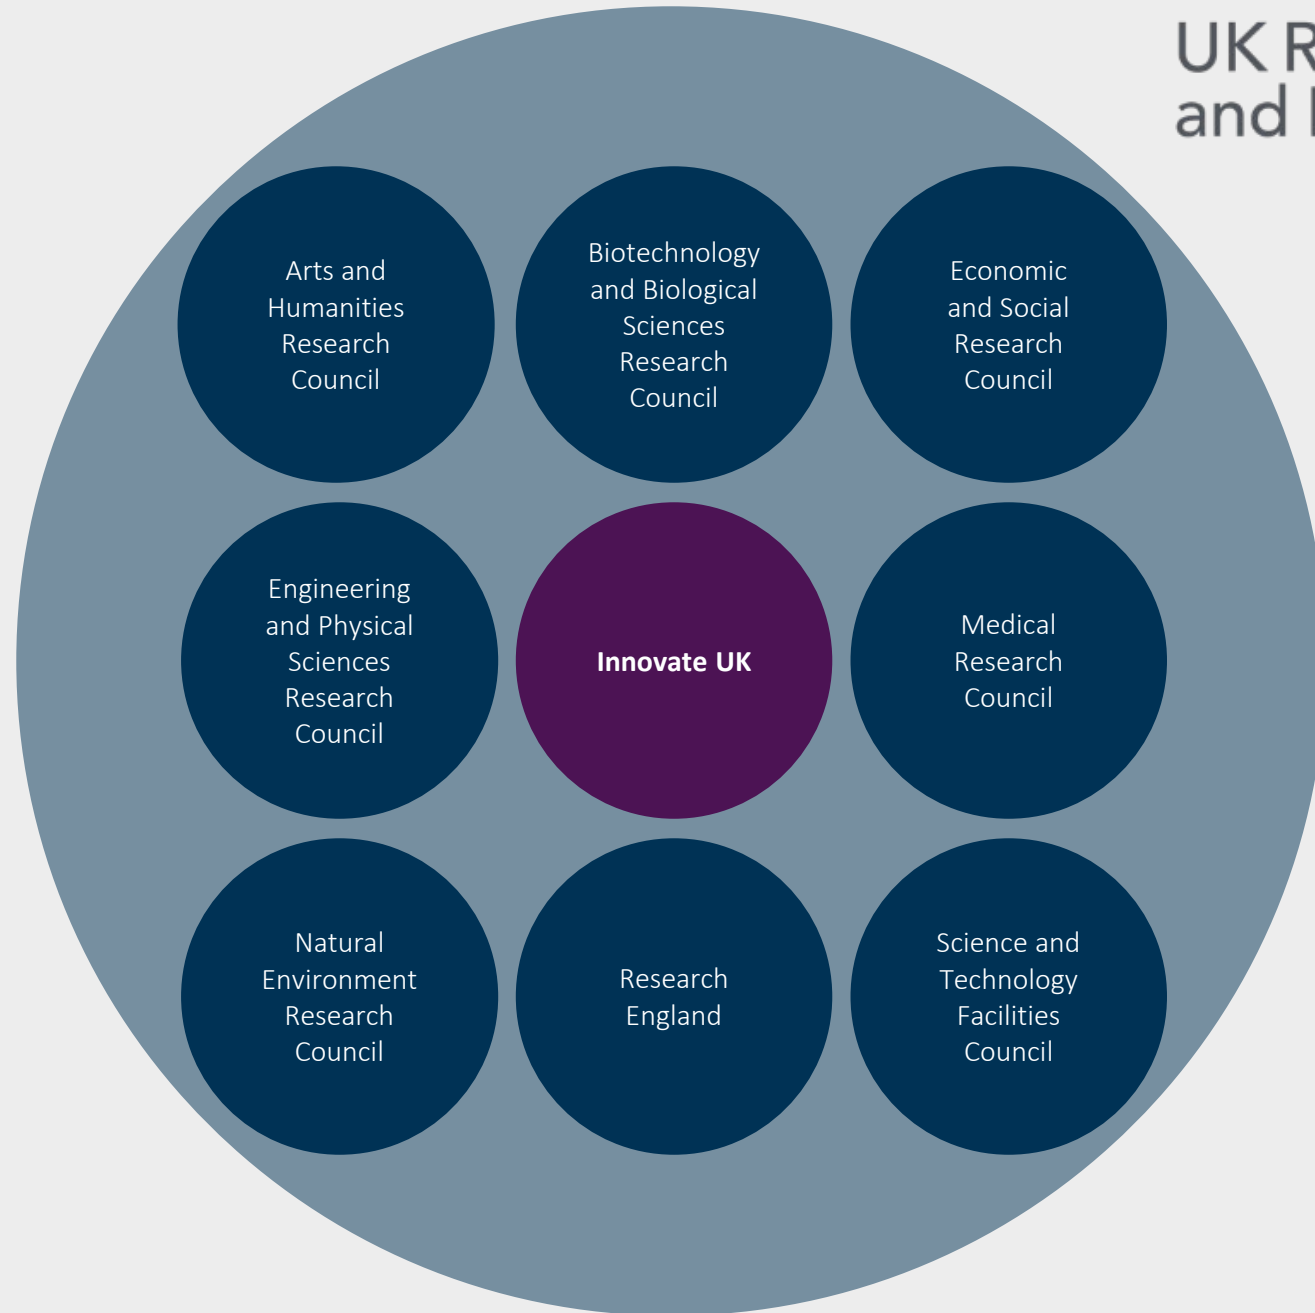 UK R
and
Arts and
Humanities
Research
Council
Biotechnology
and Biological
Sciences
Research
Council
Economic
and Social
Research
Council
Engineering
and Physical
Sciences
Research
Council
Innovate UK
Medical
Research
Council
Natural
Environment
Research
Council
Research
England
Science and
Technology
Facilities
Council